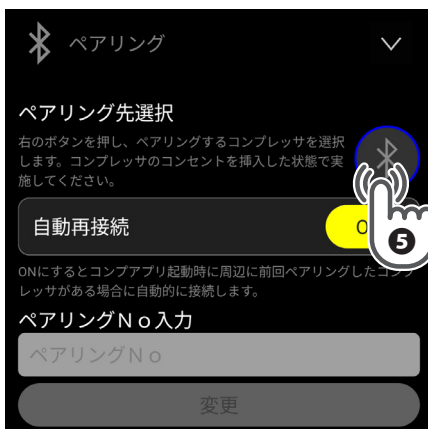 ペアリング
ペアリング先選択
右のボタンを押し、ペアリングするコンプレッサを選択
します。コンプレッサのコンセントを挿入した状態で実
施してください。
自動再接続
❺
ONにするとコンプアプリ起動時に周辺に前回ペアリングしたコンプ
レッサがある場合に自動的に接続します。
ペアリングＮｏ入力
ペアリングＮｏ
変更